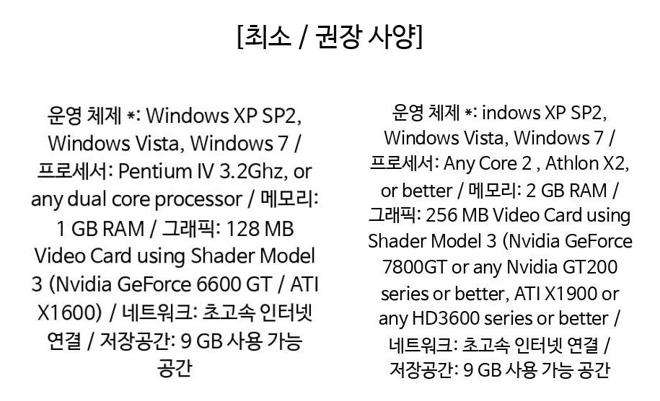 [최소 / 권장 사양]
운영 체제 *: Windows XP SP2,
Windows Vista, Windows 7 /
프로세서: Pentium IV 3.2Ghz, or
any dual core processor / 메모리:
1 GB RAM / 그래픽: 128 MB
Video Card using Shader Model
3 (Nvidia GeForce 6600 GT / ATI
X1600) / 네트워크: 초고속 인터넷
연결 / 저장공간: 9 GB 사용 가능
공간
운영 체제 *: indows XP SP2,
Windows Vista, Windows 7 /
프로세서: Any Core 2 , Athlon X2,
or better / 메모리: 2 GB RAM /
그래픽: 256 MB Video Card using
Shader Model 3 (Nvidia GeForce
7800GT or any Nvidia GT200
series or better, ATI X1900 or
any HD3600 series or better /
네트워크: 초고속 인터넷 연결 /
저장공간: 9 GB 사용 가능 공간